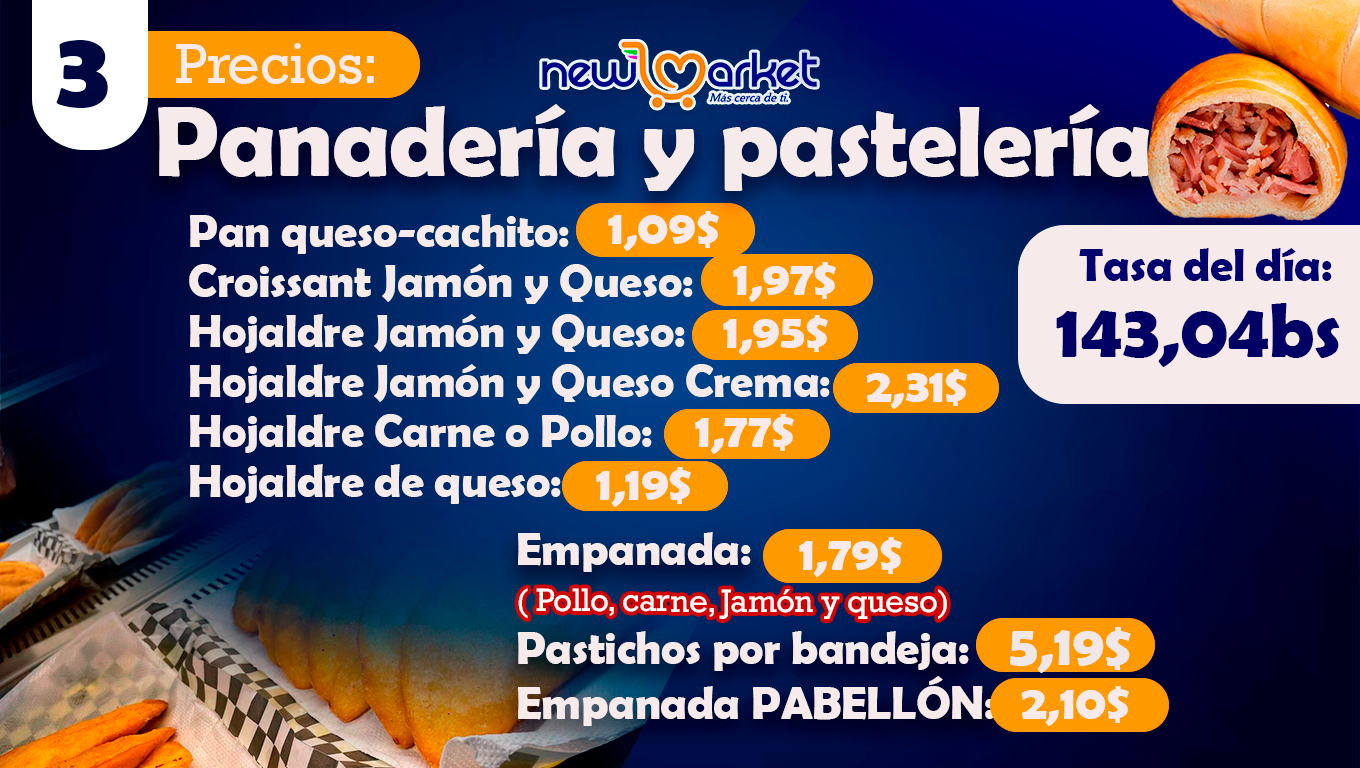 3
Precios:
new market
Más cerca de ti.
Panadería y pastelería
Pan queso-cachito: 1,09$
Croissant Jamón y Queso: 1,97$
Hojaldre Jamón y Queso: 1,95$
Hojaldre Jamón y Queso Crema: 2,31$
Hojaldre Carne o Pollo: 1,77$
Hojaldre de queso: 1,19$
Tasa del día:
143,04bs
Empanada: 1,79$
( Pollo, carne, Jamón y queso)
Pastichos por bandeja: 5,19$
Empanada PABELLÓN: 2,10$